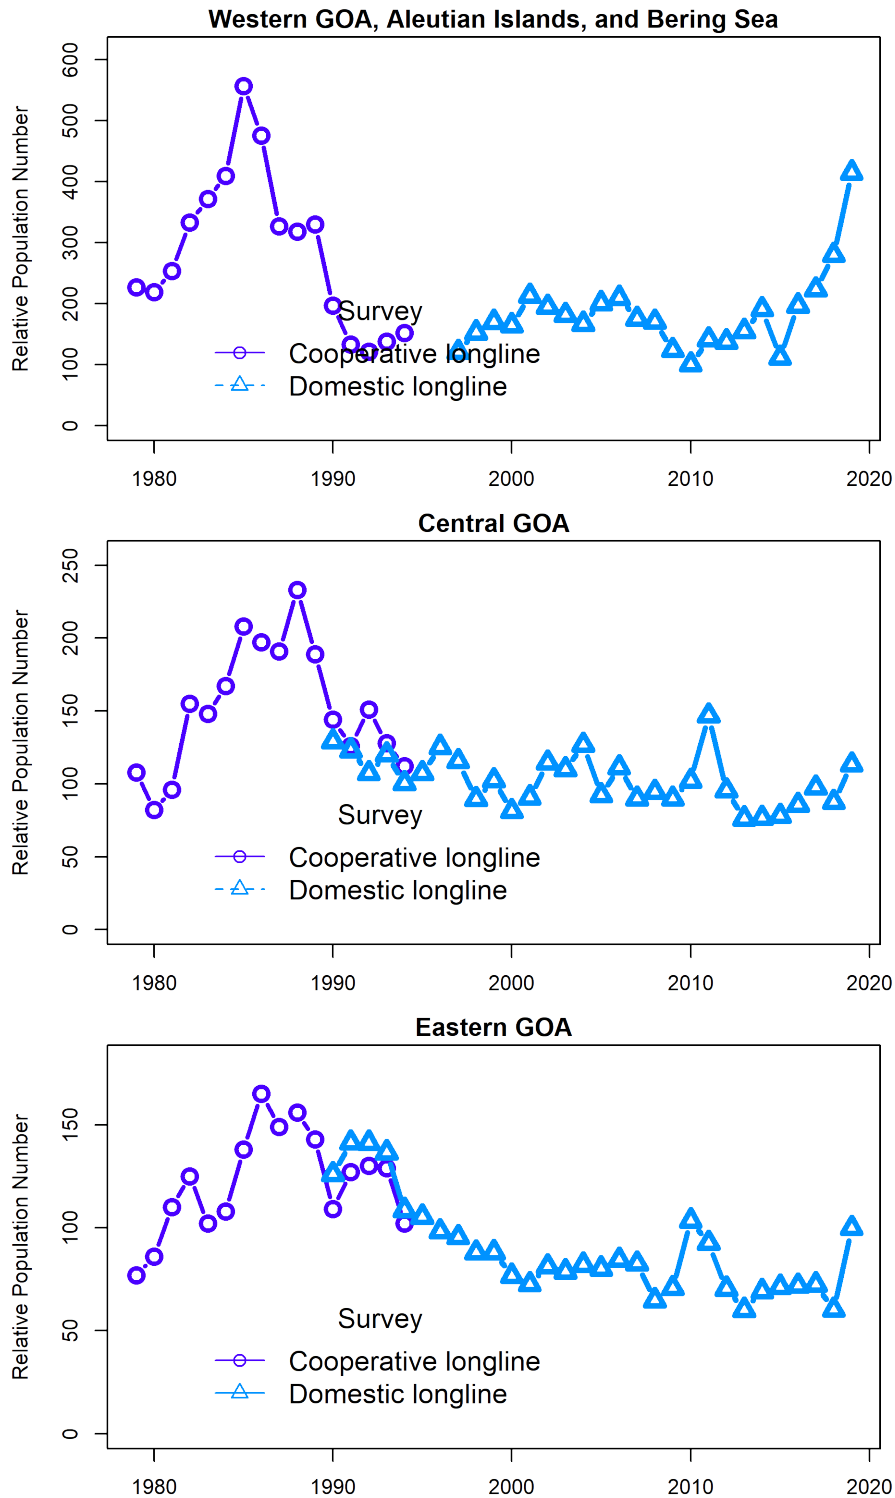 Western GOA, Aleutian Islands, and Bering Sea
Relative Population Number
600
500
400
300
200
100
0
Survey
Cooperative longline
Domestic longline
1980 1990 2000 2010 2020
Central GOA
Relative Population Number
250
200
150
100
50
0
Survey
Cooperative longline
Domestic longline
1980 1990 2000 2010 2020
Eastern GOA
Relative Population Number
150
100
50
0
Survey
Cooperative longline
Domestic longline
1980 1990 2000 2010 2020